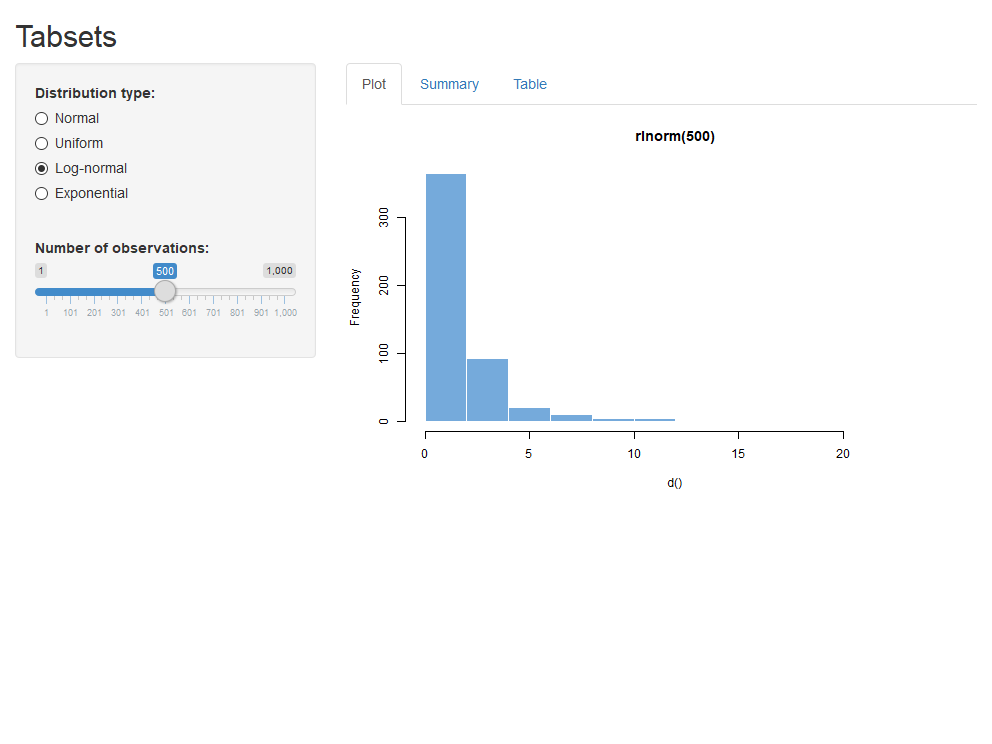 Tabsets
Distribution type:
Normal
Uniform
Log-normal
Exponential
Number of observations:
1 500 1,000
1 101 201 301 401 501 601 701 801 901 1,000
Plot Summary Table
rlnorm(500)
Frequency
300
200
100
0
0 5 10 15 20
d()